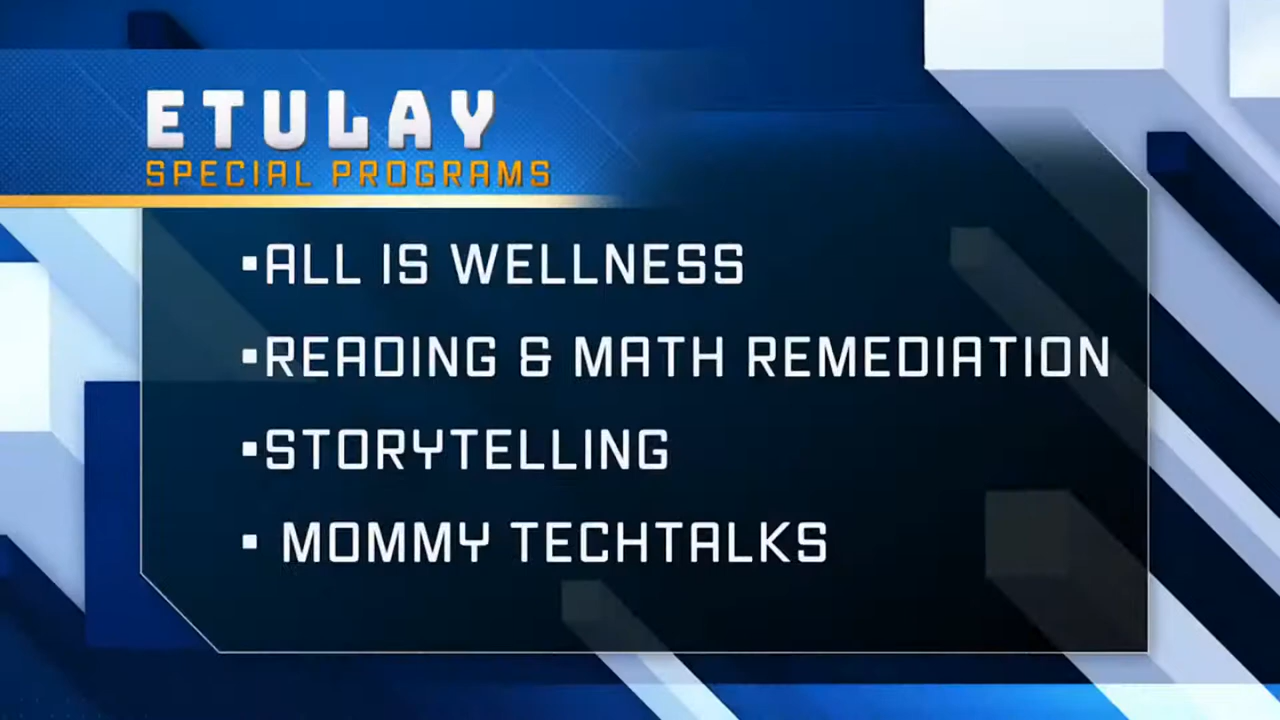 ETULAY
SPECIAL PROGRAMS
▪ALL IS WELLNESS
▪READING & MATH REMEDIATION
▪STORYTELLING
▪ MOMMY TECHTALKS